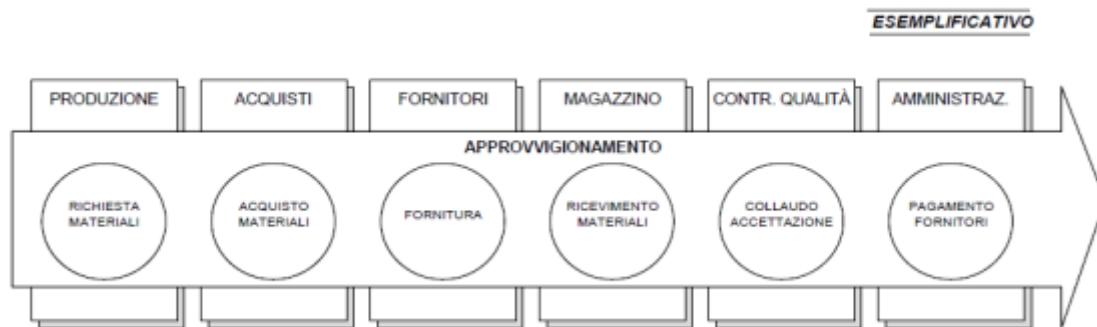 ESEMPLIFICATIVO
PRODUZIONE
ACQUISTI
FORNITORI
MAGAZZINO
CONTR. QUALITÀ
AMMINISTRAZ.
APPROVVIGIONAMENTO
RICHIESTA
MATERIALI
ACQUISTO
MATERIALI
FORNITURA
RICEVIMENTO
MATERIALI
COLLAUDO
ACCETTAZIONE
PAGAMENTO
FORNITORI